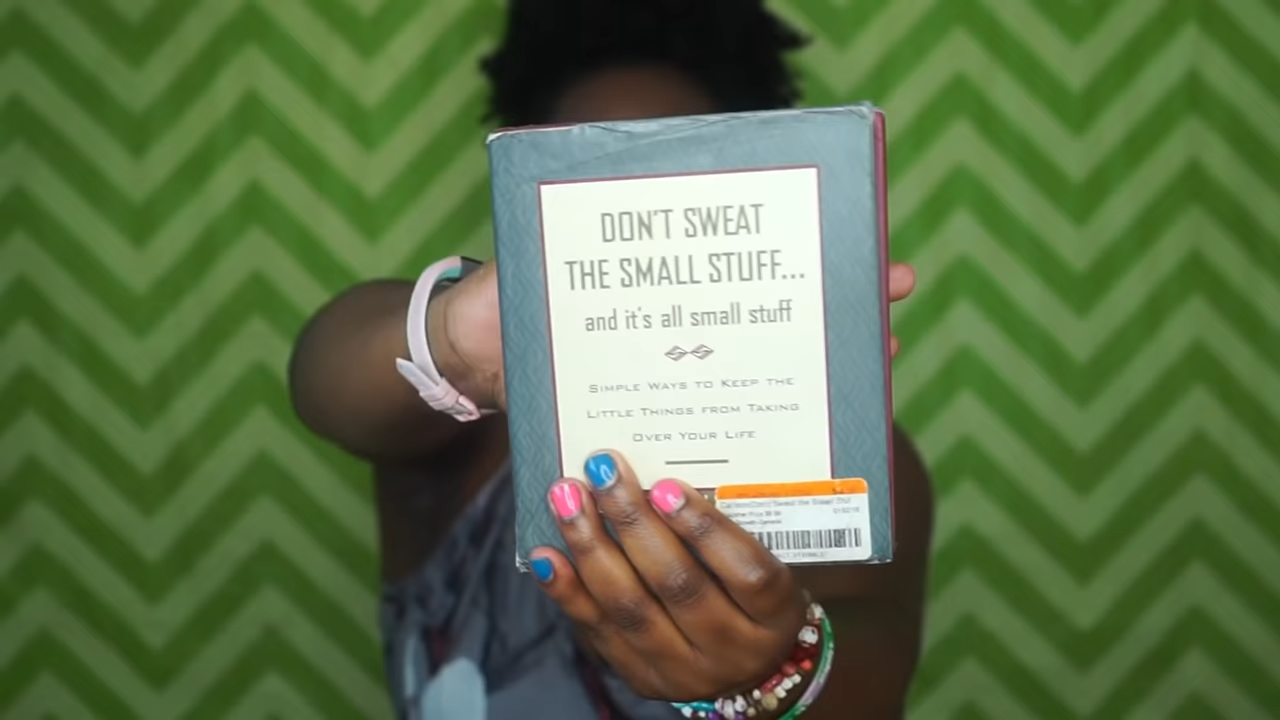 DON'T SWEAT
THE SMALL STUFF...
and it's all small stuff
SIMPLE WAYS TO KEEP THE
LITTLE THINGS FROM TAKING
OVER YOUR LIFE